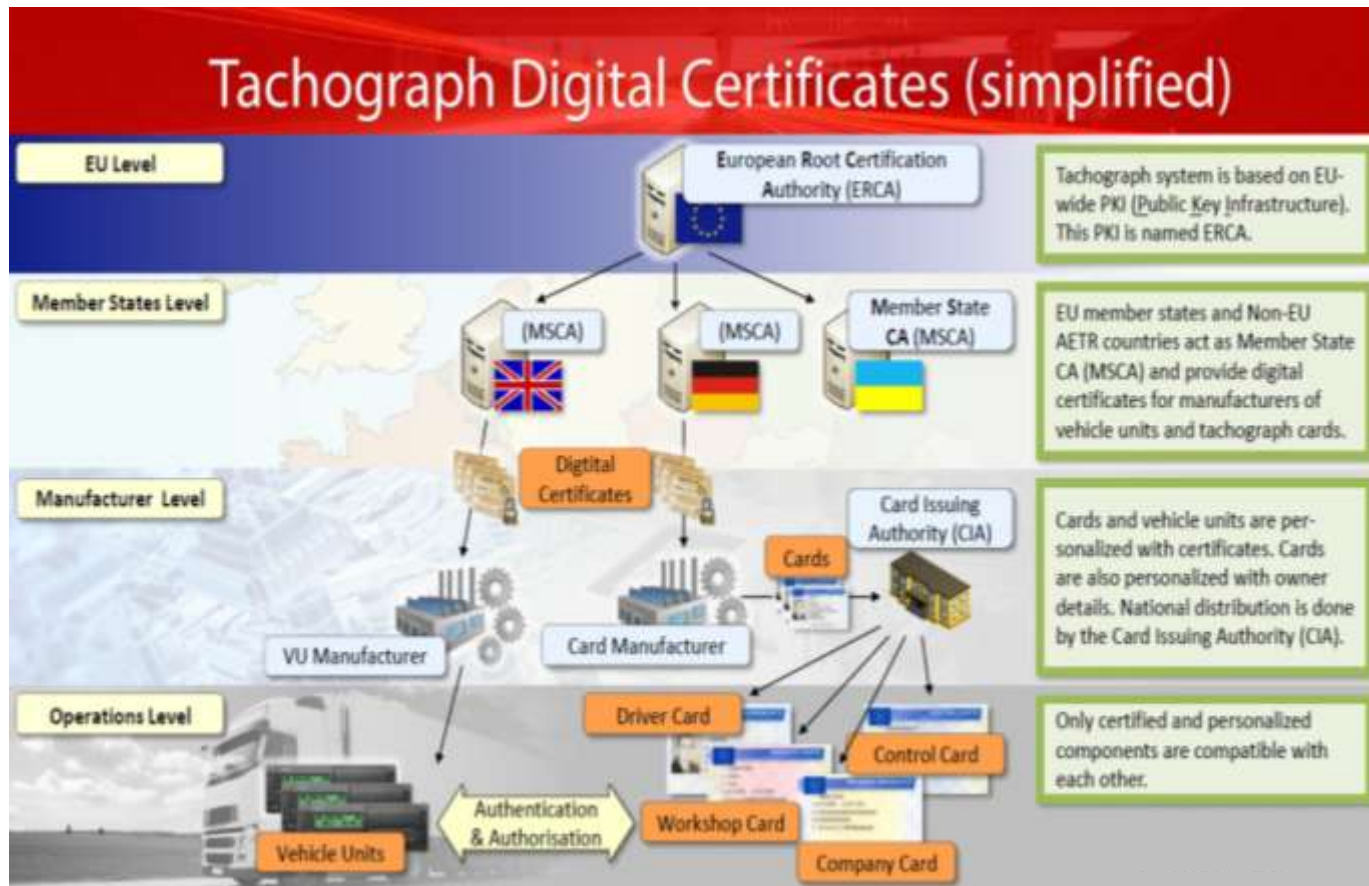 Tachograph Digital Certificates (simplified)
EU Level
European Root Certification
Authority (ERCA)
Tachograph system is based on EU-
wide PKI (Public Key Infrastructure).
This PKI is named ERCA.
Member States Level
(MSCA)
(MSCA)
Member State
CA (MSCA)
EU member states and Non-EU
AETR countries act as Member State
CA (MSCA) and provide digital
certificates for manufacturers of
vehicle units and tachograph cards.
Digtital
Certificates
Manufacturer Level
Card Issuing
Authority (CIA)
Cards
VU Manufacturer
Card Manufacturer
Cards and vehicle units are per-
sonalized with certificates. Cards
are also personalized with owner
details. National distribution is done
by the Card Issuing Authority (CIA).
Operations Level
Driver Card
Control Card
Authentication
& Authorisation
Workshop Card
Vehicle Units
Company Card
Only certified and personalized
components are compatible with
each other.